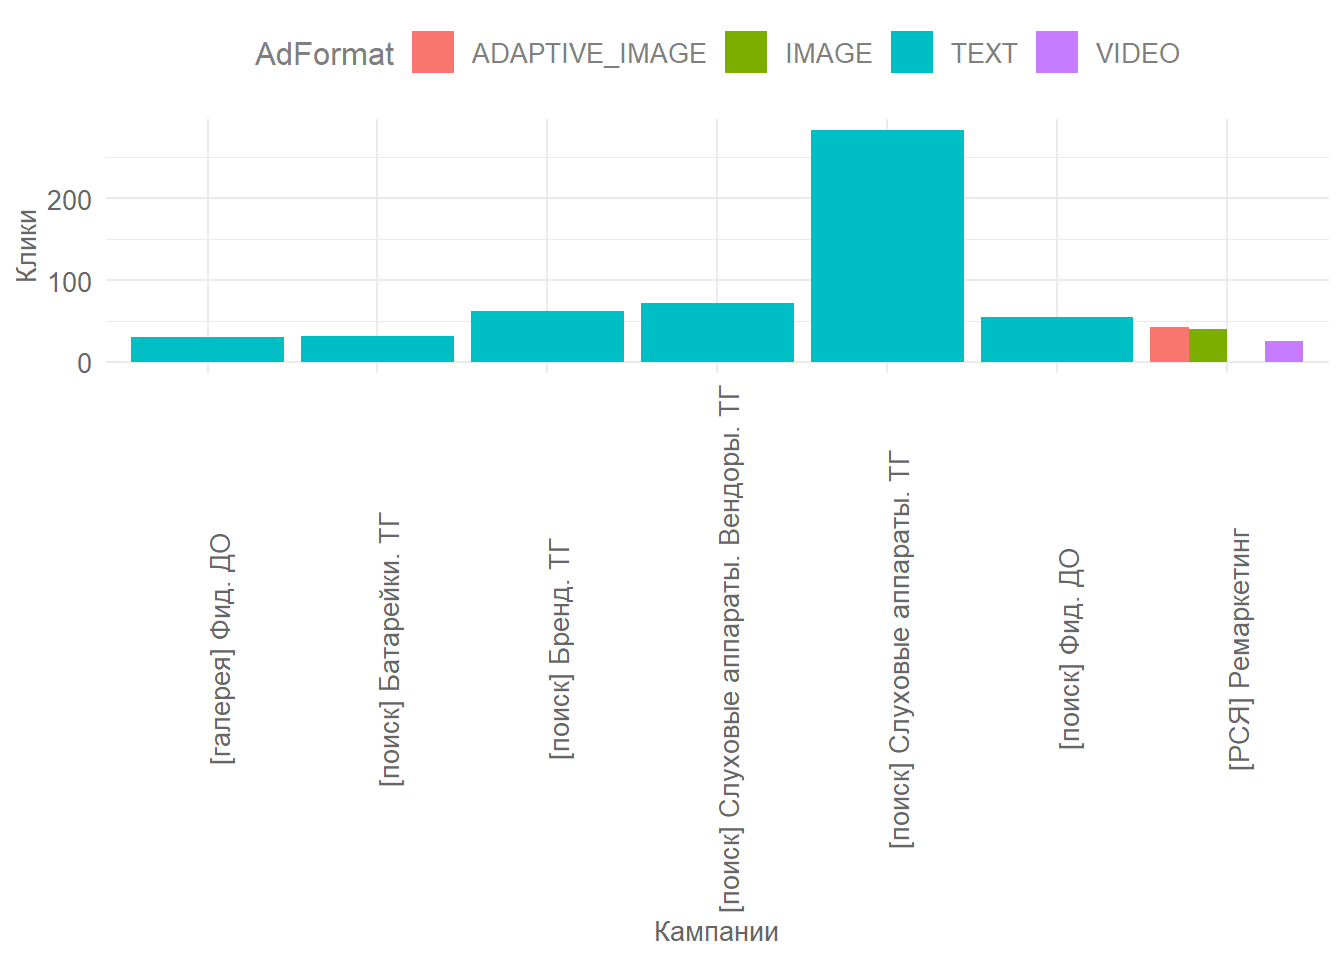 AdFormat ADAPTIVE_IMAGE IMAGE TEXT VIDEO
Клики
200
100
0
[галерея] Фид. ДО
[поиск] Батарейки. ТГ
[поиск] Бренд. ТГ
[поиск] Слуховые аппараты. Вендоры. ТГ
[поиск] Слуховые аппараты. ТГ
[поиск] Фид. ДО
[РСЯ] Ремаркетинг
Кампании